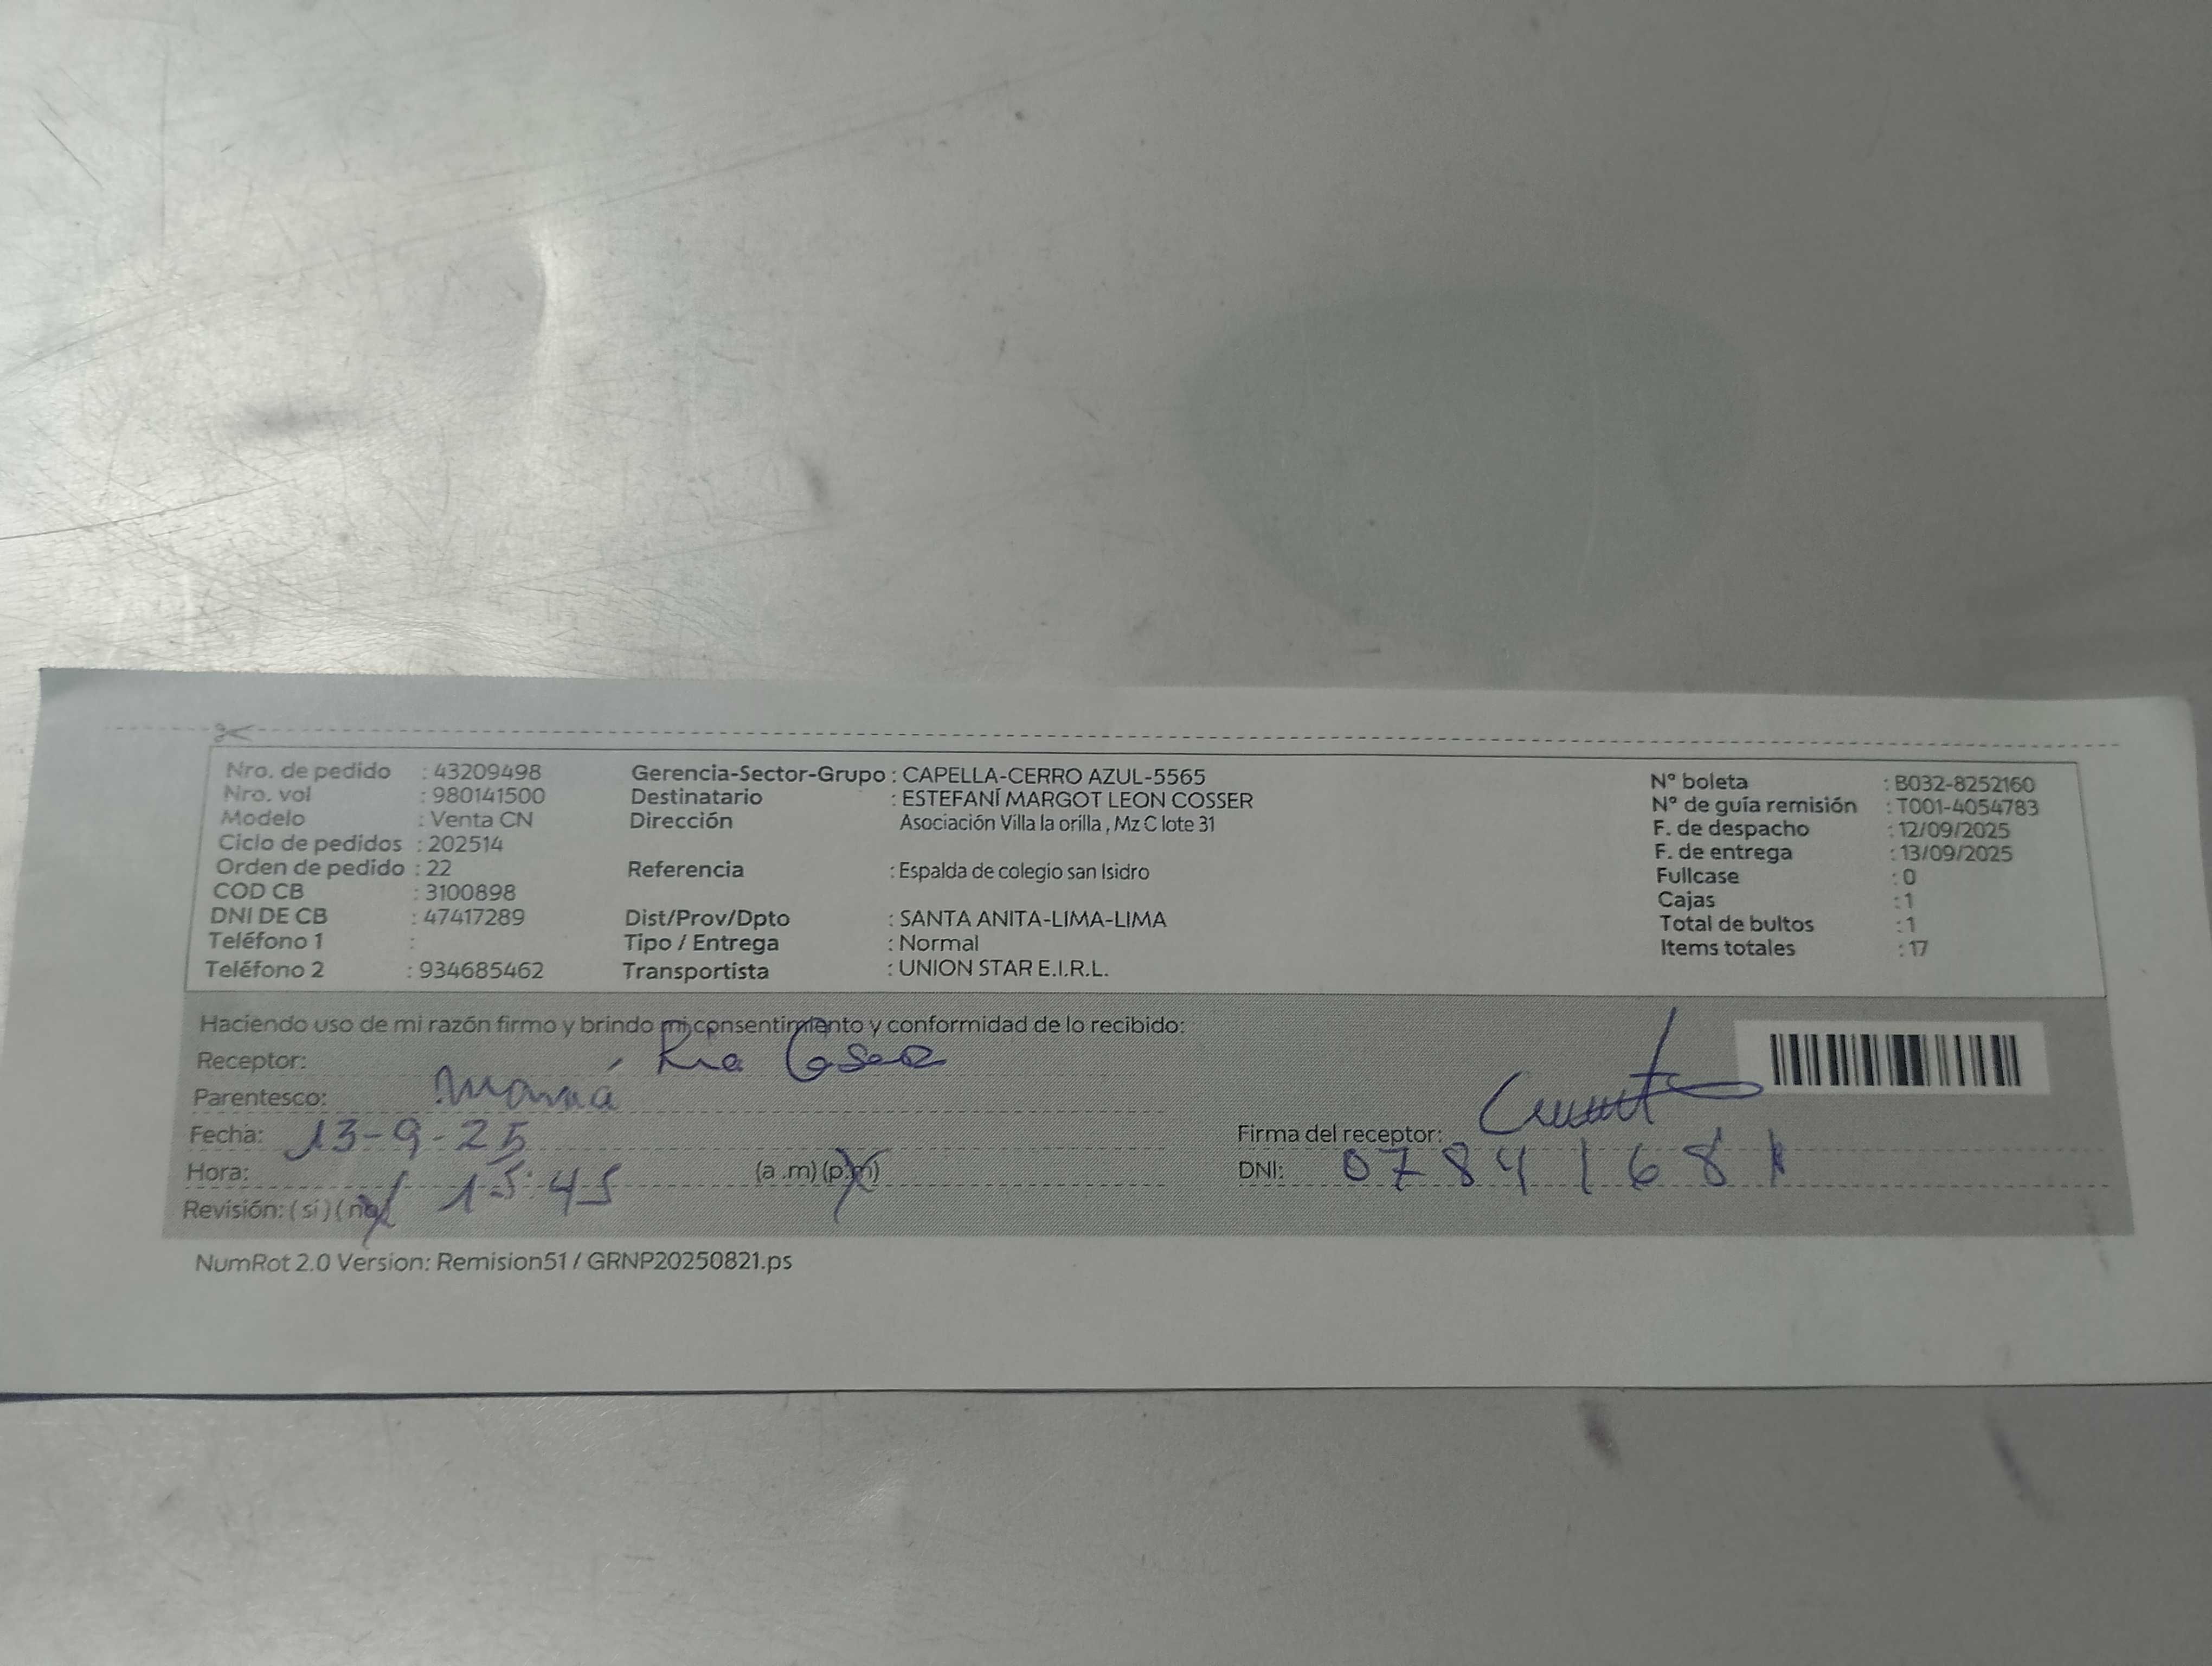 Nro. de pedido : 43209498 Gerencia-Sector-Grupo : CAPELLA-CERRO AZUL-5565 N° boleta : B032-8252160
Nro. vol : 980141500 Destinatario : ESTEFANÍ MARGOT LEON COSSER N° de guía remisión : T001-4054783
Modelo : Venta CN Dirección Asociación Villa la orilla , Mz C lote 31 F. de despacho : 12/09/2025
Ciclo de pedidos : 202514 F. de entrega : 13/09/2025
Orden de pedido : 22 Referencia : Espalda de colegio san Isidro Fullcase : 0
COD CB : 3100898 Cajas : 1
DNI DE CB : 47417289 Dist/Prov/Dpto : SANTA ANITA-LIMA-LIMA Total de bultos : 1
Teléfono 1 : Tipo / Entrega : Normal Items totales : 17
Teléfono 2 : 934685462 Transportista : UNION STAR E.I.R.L.
Haciendo uso de mi razón firmo y brindo mi consentimiento y conformidad de lo recibido:
Receptor:
Parentesco: mamá
Fecha: 13-9-25 Firma del receptor:
Hora: 15:45 (a .m) (p.m) DNI: 07841681
Revisión: ( si ) ( no)
NumRot 2.0 Version: Remision51 / GRNP20250821.ps